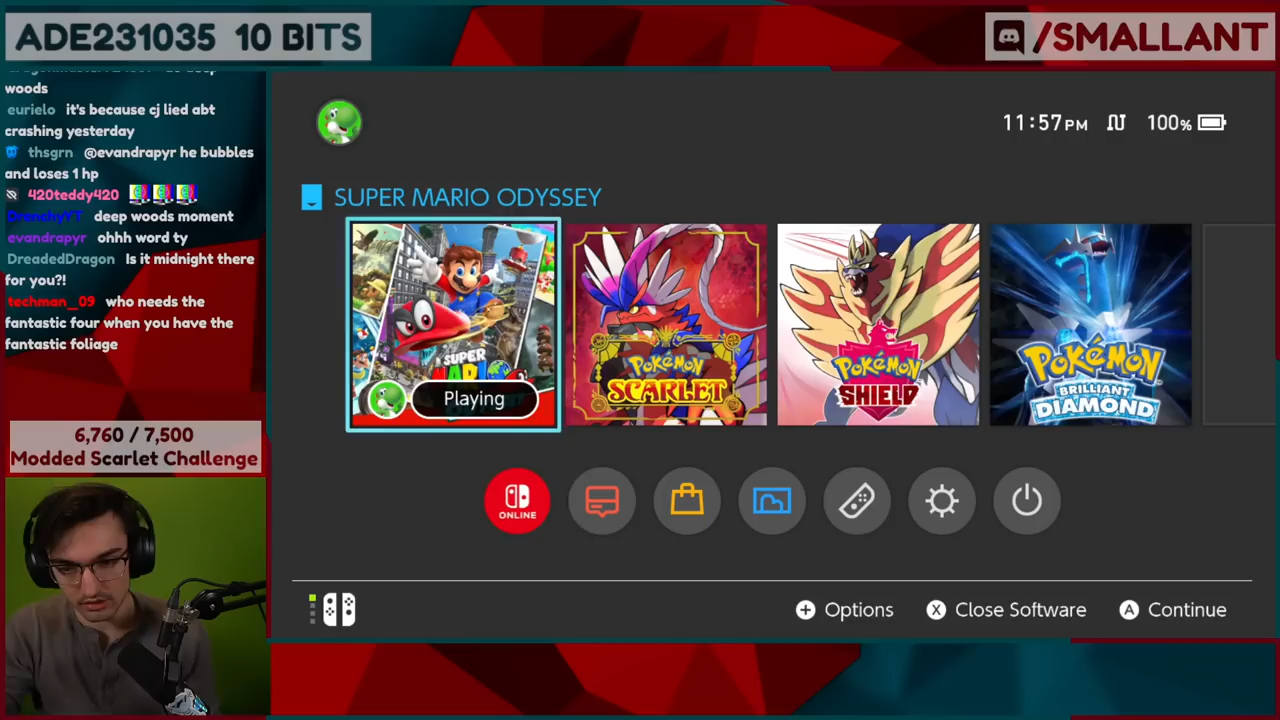 ADE231035 10 BITS
/SMALLANT
woods
eurielo it's because cj lied abt
crashing yesterday
thsgrn @evandrapyr he bubbles
and loses 1 hp
420teddy420
DrenchyYT deep woods moment
evandrapyr ohhh word ty
DreadedDragon Is it midnight there
for you?!
techman_09 who needs the
fantastic four when you have the
fantastic foliage
6,760 / 7,500
Modded Scarlet Challenge
11:57PM 100%
SUPER MARIO ODYSSEY
SUPER
Playing
POKÉMON
SCARLET
POKÉMON
SHIELD
POKÉMON
BRILLIANT
DIAMOND
ONLINE
+ Options X Close Software A Continue